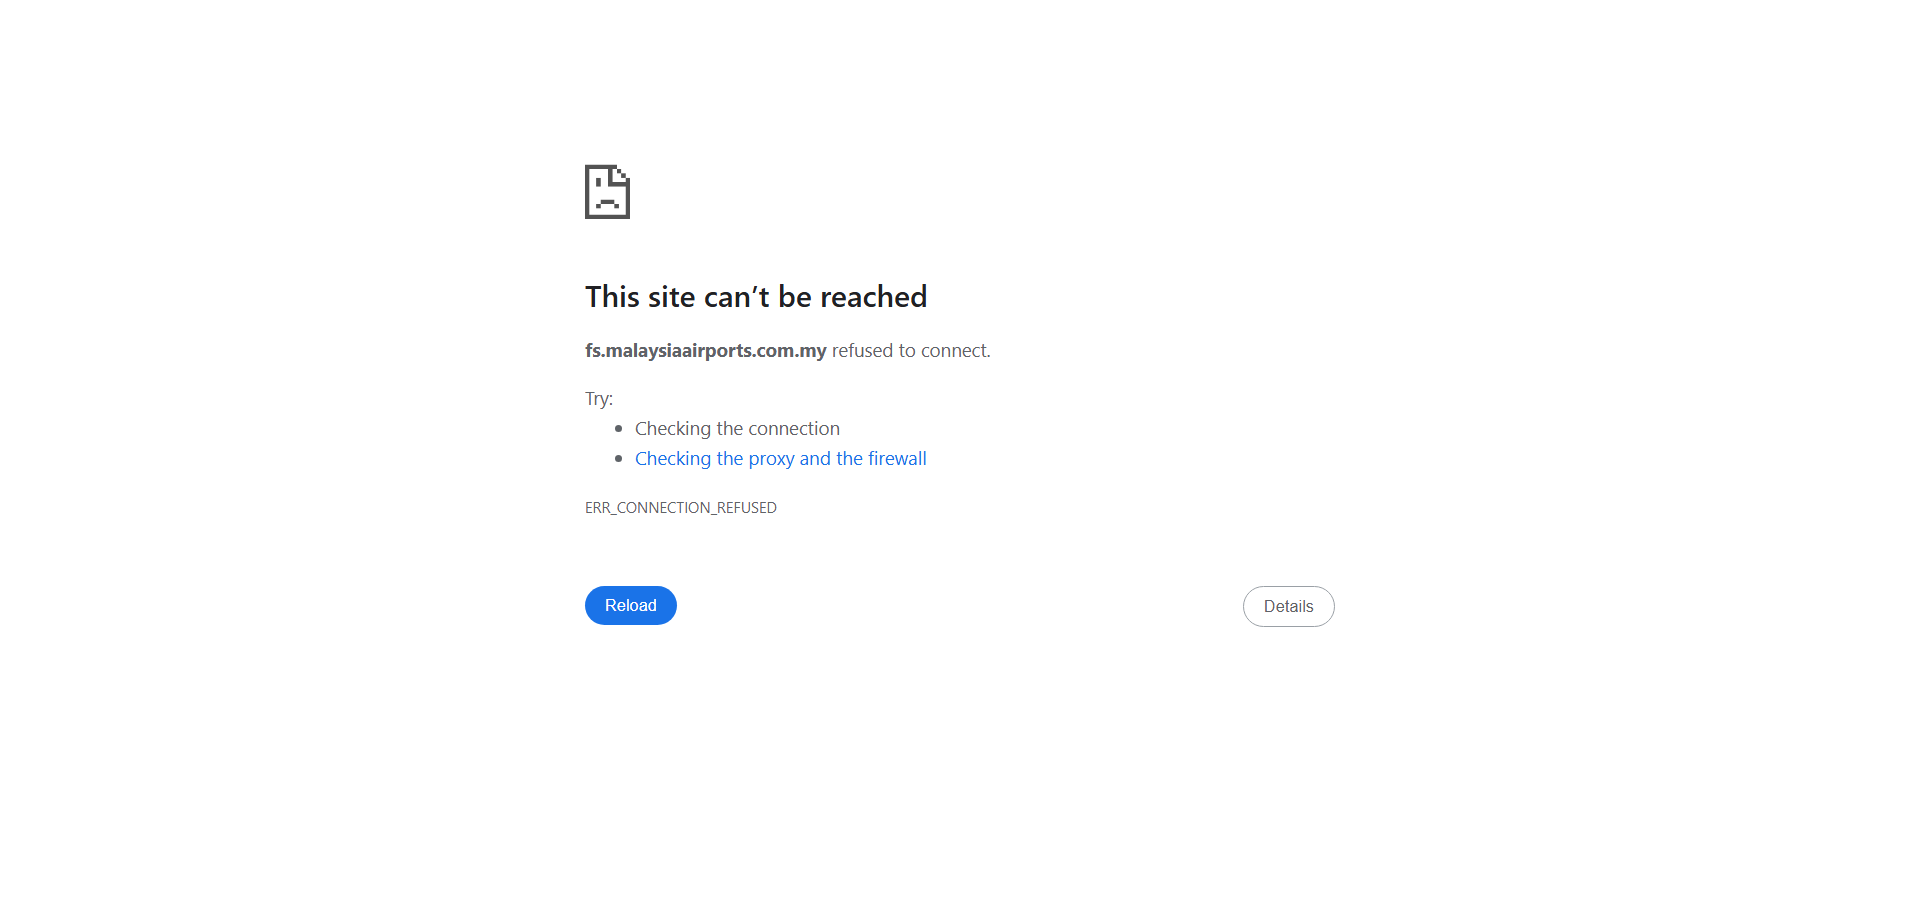 This site can’t be reached
fs.malaysiaairports.com.my refused to connect.
Try:
Checking the connection
Checking the proxy and the firewall
ERR_CONNECTION_REFUSED
Reload
Details